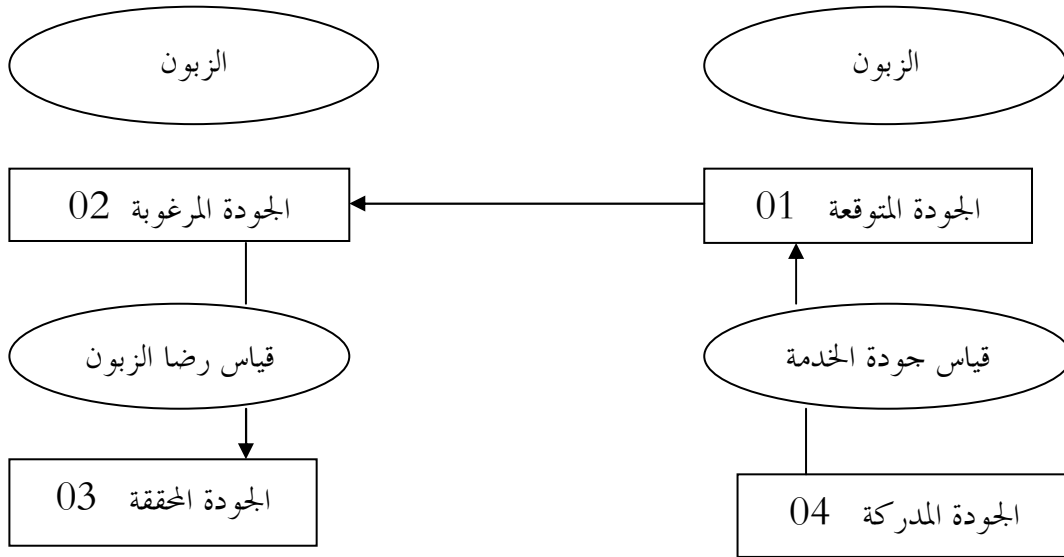 الزبون
الزبون
الجودة المتوقعة 01
الجودة المرغوبة 02
قياس جودة الخدمة
قياس رضا الزبون
الجودة المدركة 04
الجودة المحققة 03